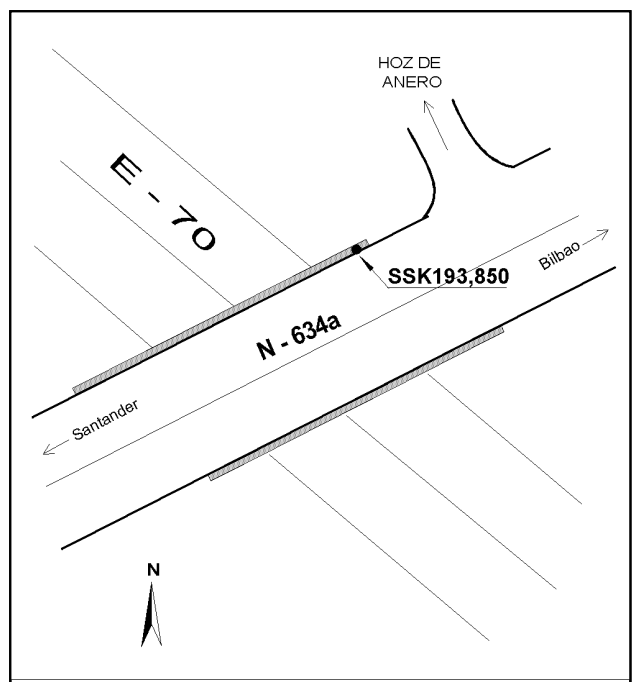 HOZ DE
ANERO
E - 70
SSK193,850
Bilbao
N - 634a
Santander
N